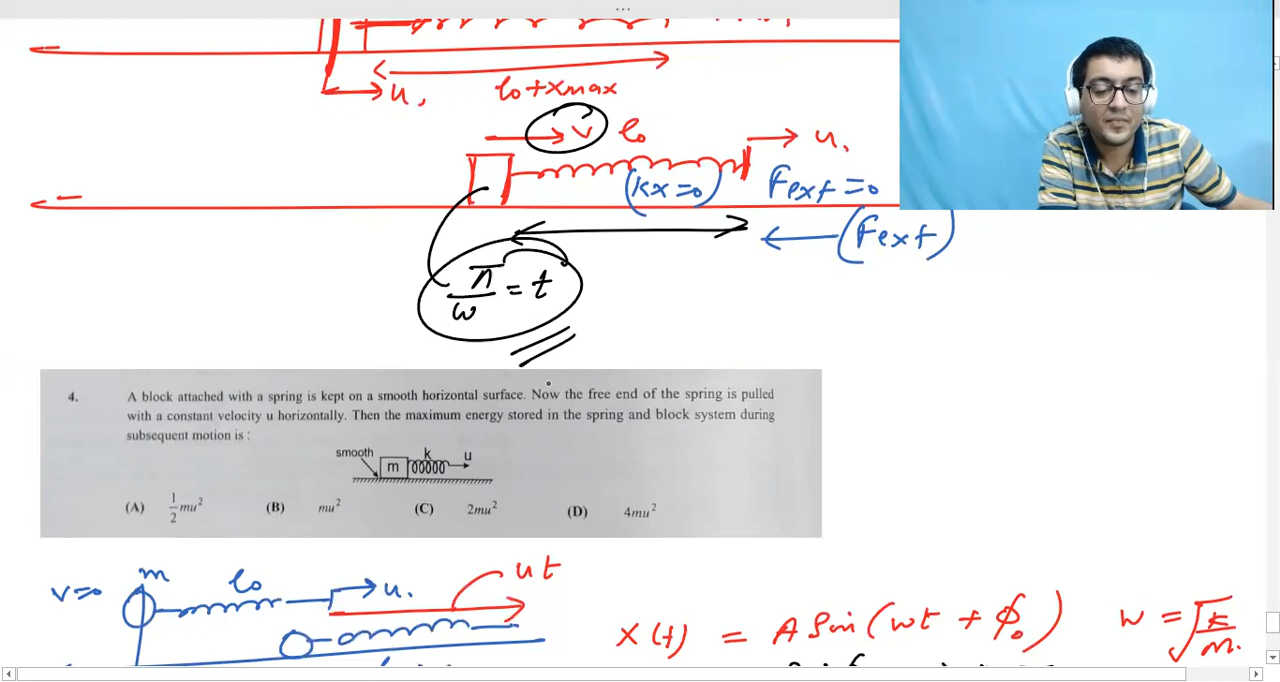 u,
l₀+xmax
v l₀ u.
(kx=0) Fext=0
(Fext)
π/ω = t
4. A block attached with a spring is kept on a smooth horizontal surface. Now the free end of the spring is pulled
with a constant velocity u horizontally. Then the maximum energy stored in the spring and block system during
subsequent motion is :
smooth k u
m
(A) 1/2 mu² (B) mu² (C) 2mu² (D) 4mu²
v=0 m l₀ u. ut
x(t) = A Sin(ωt + ϕ₀) ω = √k/m.